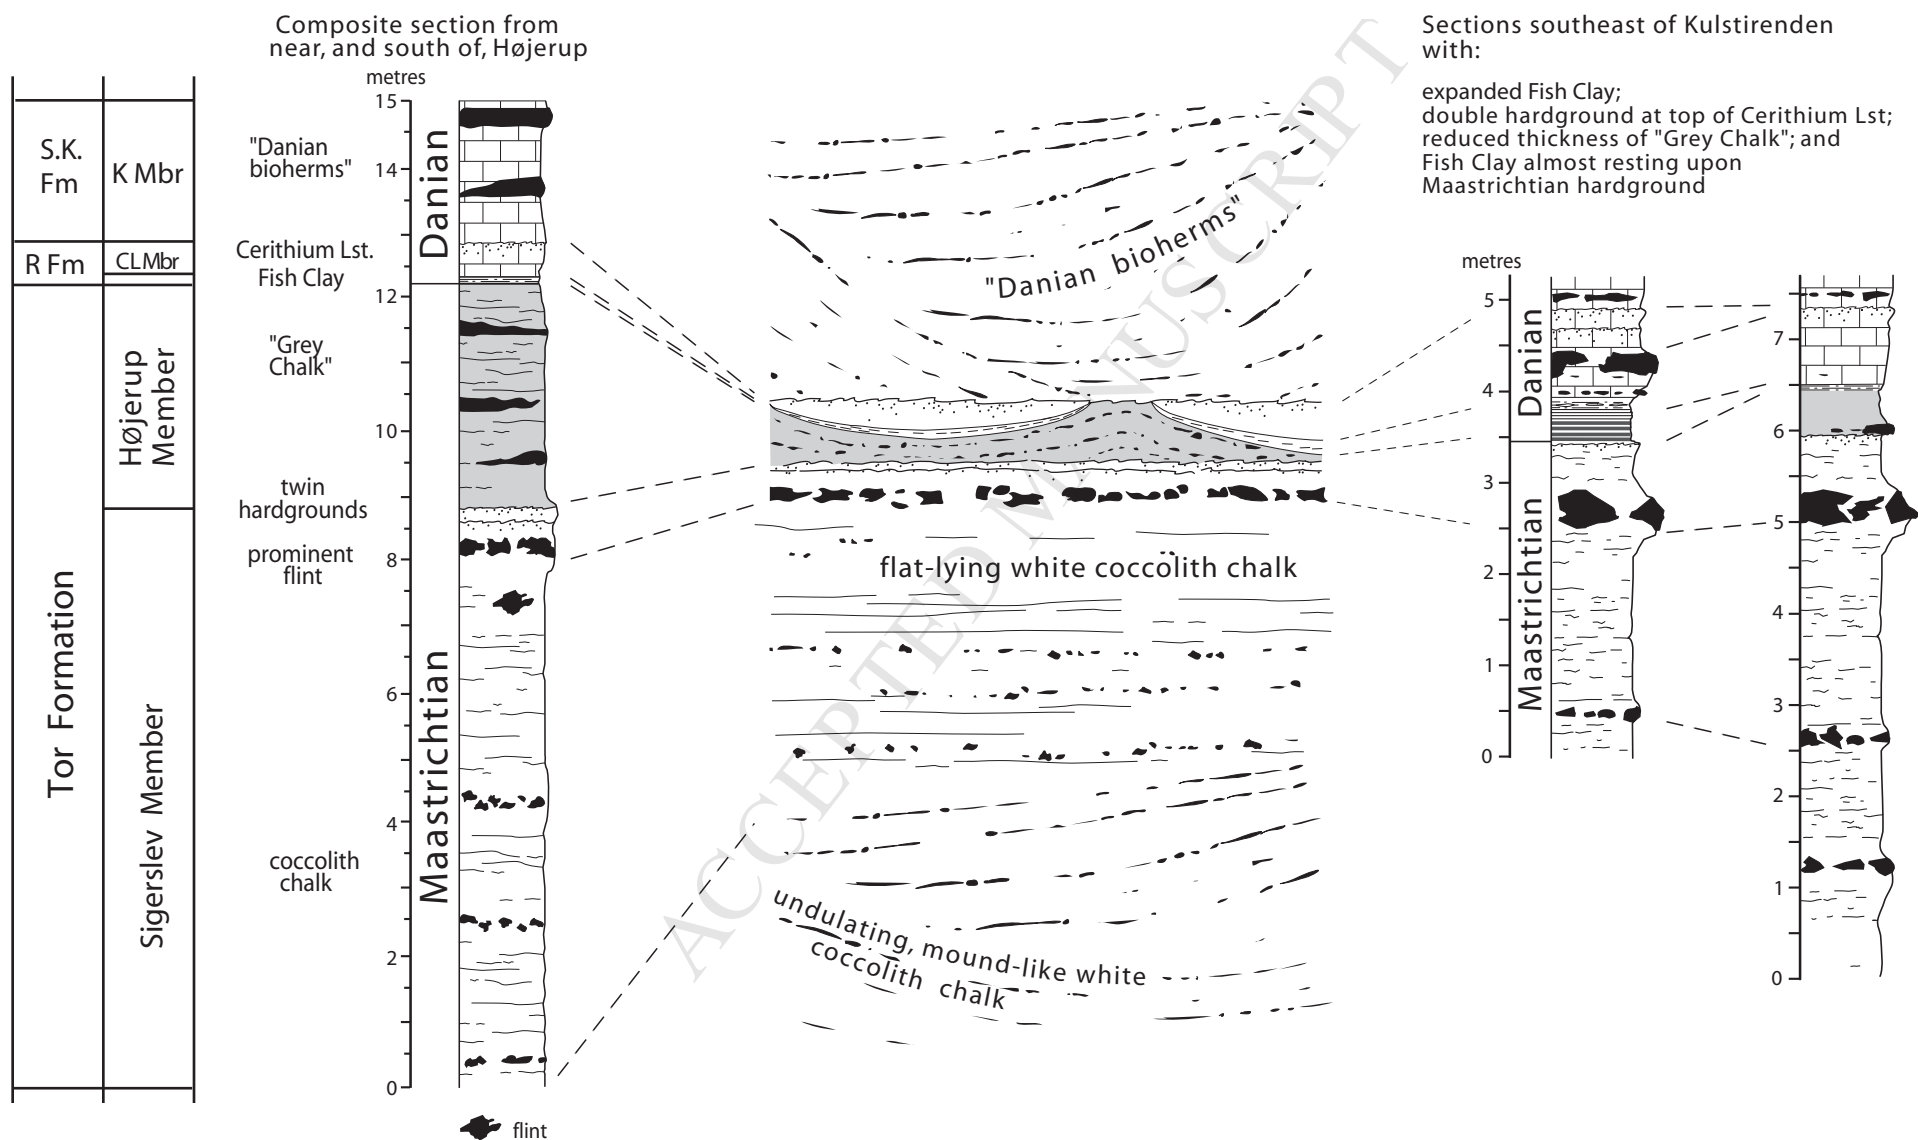 Composite section from
near, and south of, Højerup
Sections southeast of Kulstirenden
with:
expanded Fish Clay;
double hardground at top of Cerithium Lst;
reduced thickness of "Grey Chalk"; and
Fish Clay almost resting upon
Maastrichtian hardground
S.K.
Fm
K Mbr
R Fm
CLMbr
Tor Formation
Højerup
Member
Sigerslev Member
"Danian
bioherms"
Cerithium Lst.
Fish Clay
"Grey
Chalk"
twin
hardgrounds
prominent
flint
coccolith
chalk
metres
15
14
12
10
8
6
4
2
0
Danian
Maastrichtian
flint
"Danian bioherms"
flat-lying white coccolith chalk
undulating, mound-like white
coccolith chalk
metres
5
4
3
2
1
0
Danian
Maastrichtian
7
6
5
4
3
2
1
0
ACCEPTED MANUSCRIPT